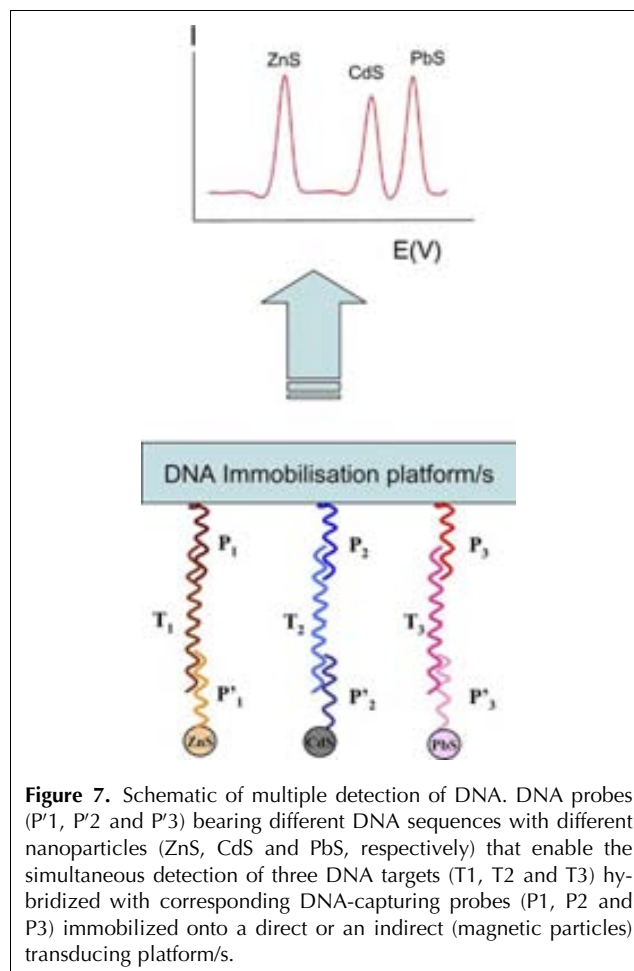 I
ZnS
CdS
PbS
E(V)
DNA Immobilisation platform/s
P1
P2
P3
T1
T2
T3
P'1
P'2
P'3
ZnS
CdS
PbS
Figure 7. Schematic of multiple detection of DNA. DNA probes
(P'1, P'2 and P'3) bearing different DNA sequences with different
nanoparticles (ZnS, CdS and PbS, respectively) that enable the
simultaneous detection of three DNA targets (T1, T2 and T3) hy-
bridized with corresponding DNA-capturing probes (P1, P2 and
P3) immobilized onto a direct or an indirect (magnetic particles)
transducing platform/s.